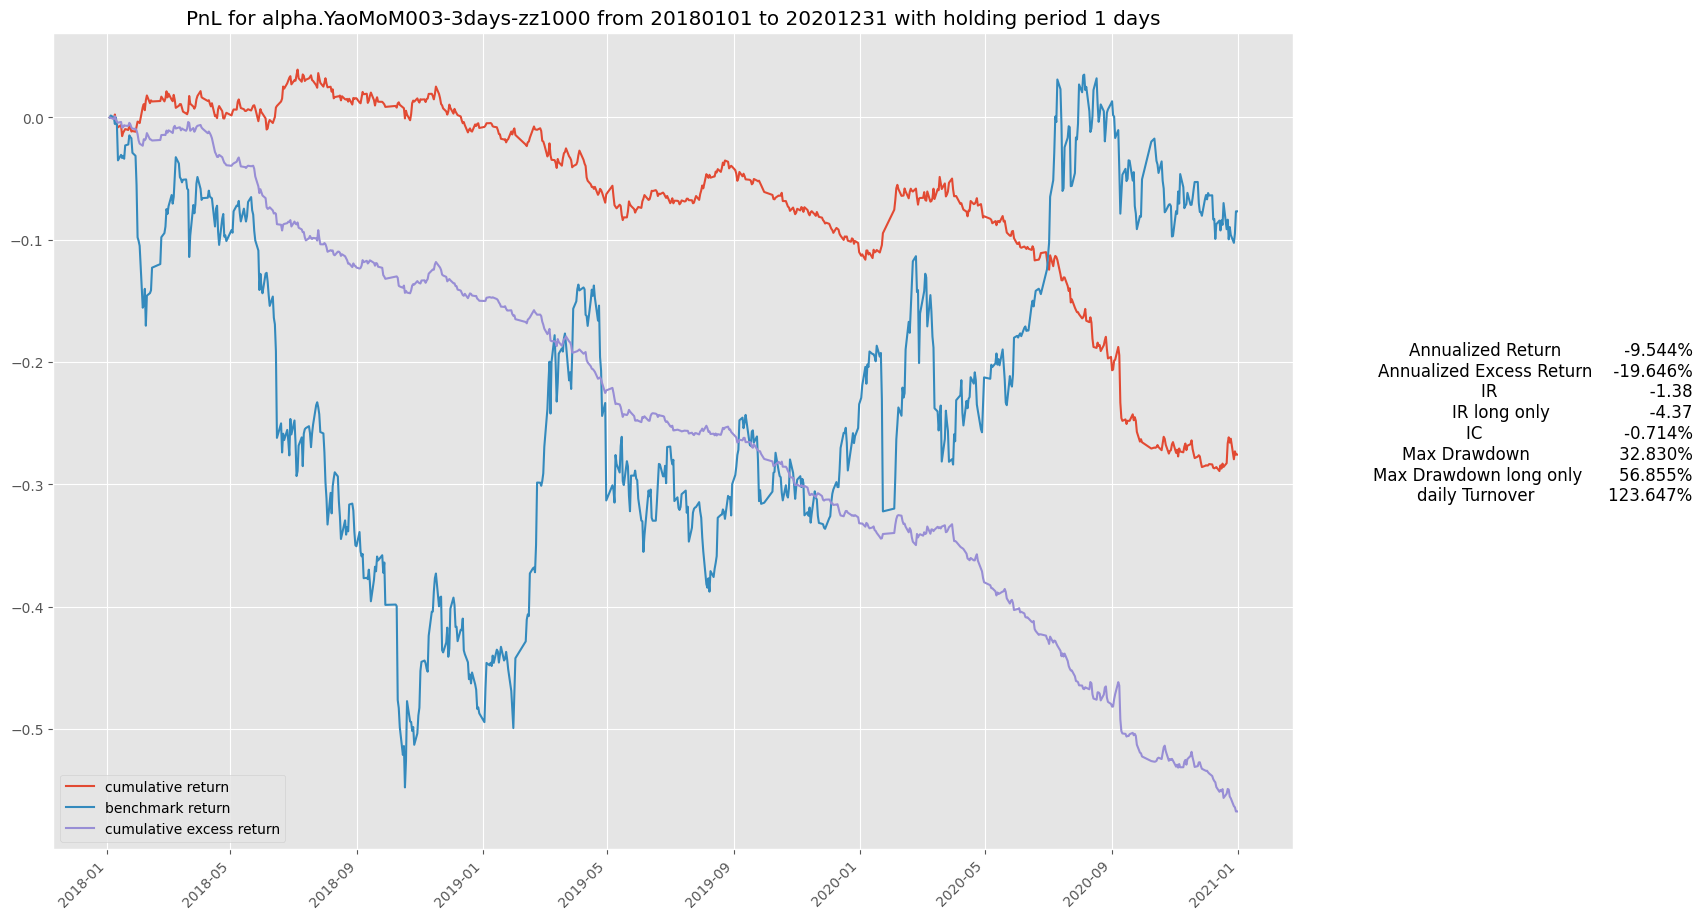 PnL for alpha.YaoMoM003-3days-zz1000 from 20180101 to 20201231 with holding period 1 days
0.0
−0.1
−0.2
−0.3
−0.4
−0.5
Annualized Return -9.544%
Annualized Excess Return -19.646%
IR -1.38
IR long only -4.37
IC -0.714%
Max Drawdown 32.830%
Max Drawdown long only 56.855%
daily Turnover 123.647%
cumulative return
benchmark return
cumulative excess return
2018-01
2018-05
2018-09
2019-01
2019-05
2019-09
2020-01
2020-05
2020-09
2021-01